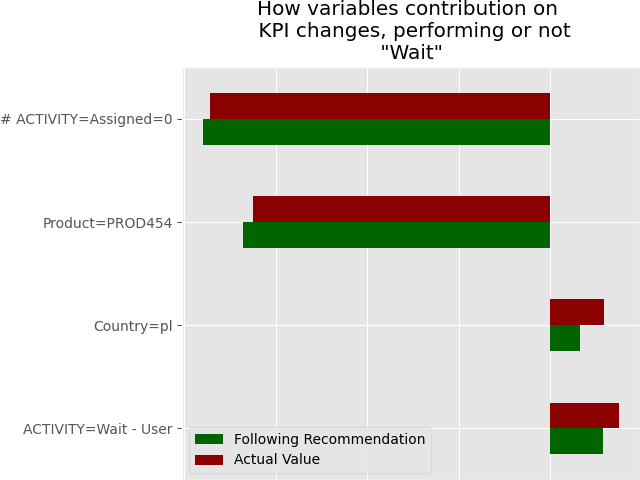 How variables contribution on
KPI changes, performing or not
"Wait"
# ACTIVITY=Assigned=0
Product=PROD454
Country=pl
ACTIVITY=Wait - User
Following Recommendation
Actual Value